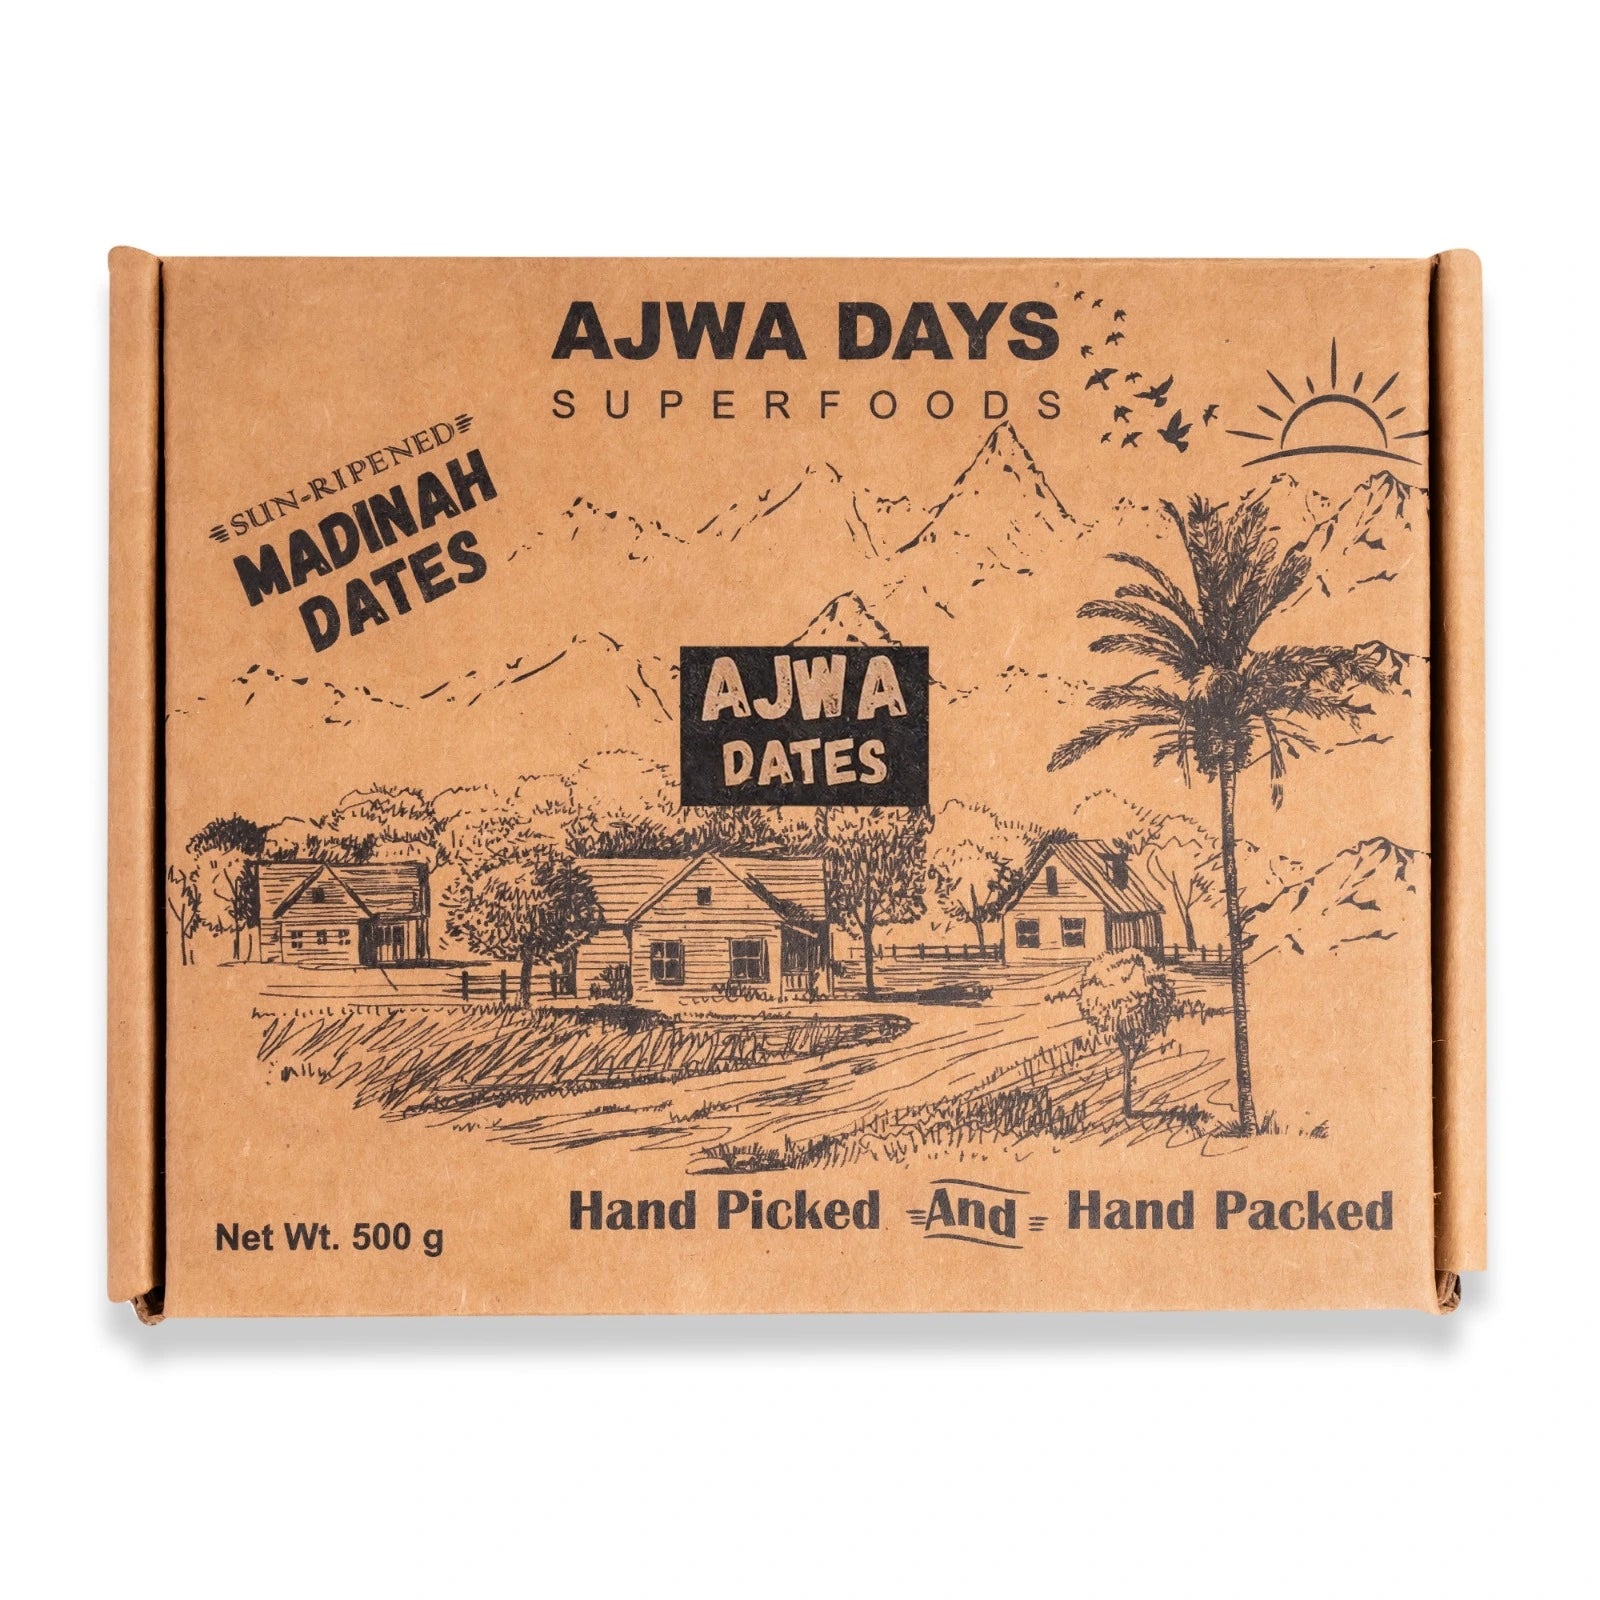 AJWA DAYS
SUPERFOODS
SUN-RIPENED
MADINAH
DATES
AJWA
DATES
Hand Picked And Hand Packed
Net Wt. 500 g